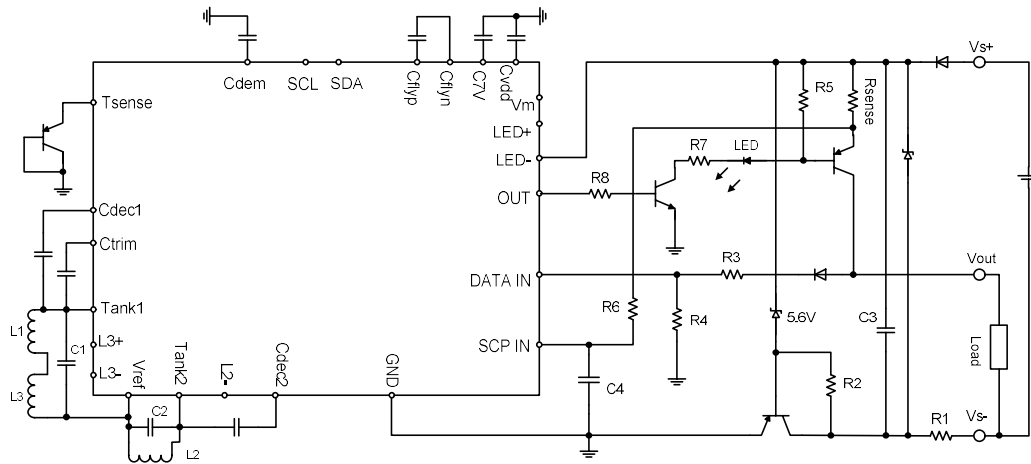 Cdem
SCL
SDA
Cflyp
Cflyn
C7V
Cvdd
Vs+
Tsense
Vm
LED+
LED-
OUT
R5
Rsense
R7
LED
R8
Cdec1
Ctrim
Tank1
DATA IN
R3
Vout
R6
R4
5.6V
C3
Load
L1
L3+
C1
L3-
L3
Vref
Tank2
L2-
Cdec2
GND
SCP IN
C4
R2
C2
L2
R1
Vs-